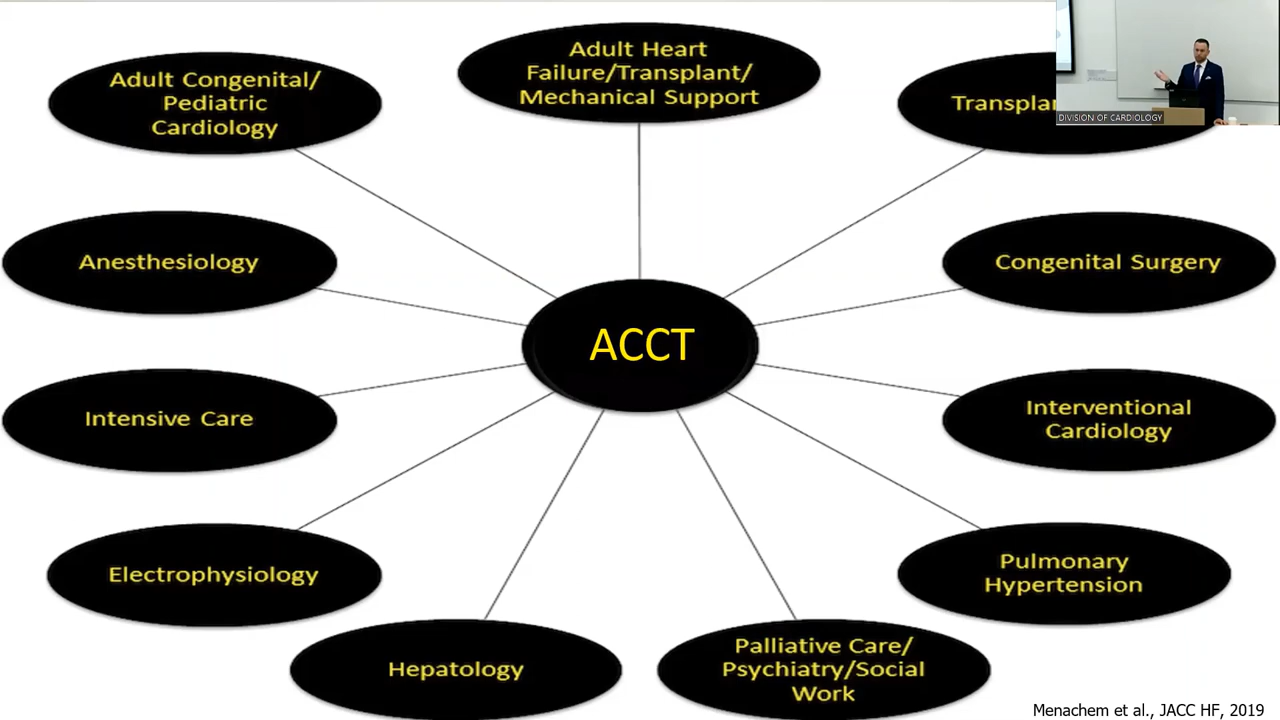 Adult Congenital/
Pediatric
Cardiology
Adult Heart
Failure/Transplant/
Mechanical Support
DIVISION OF CARDIOLOGY
Anesthesiology
Congenital Surgery
ACCT
Intensive Care
Interventional
Cardiology
Electrophysiology
Pulmonary
Hypertension
Hepatology
Palliative Care/
Psychiatry/Social
Work
Menachem et al., JACC HF, 2019